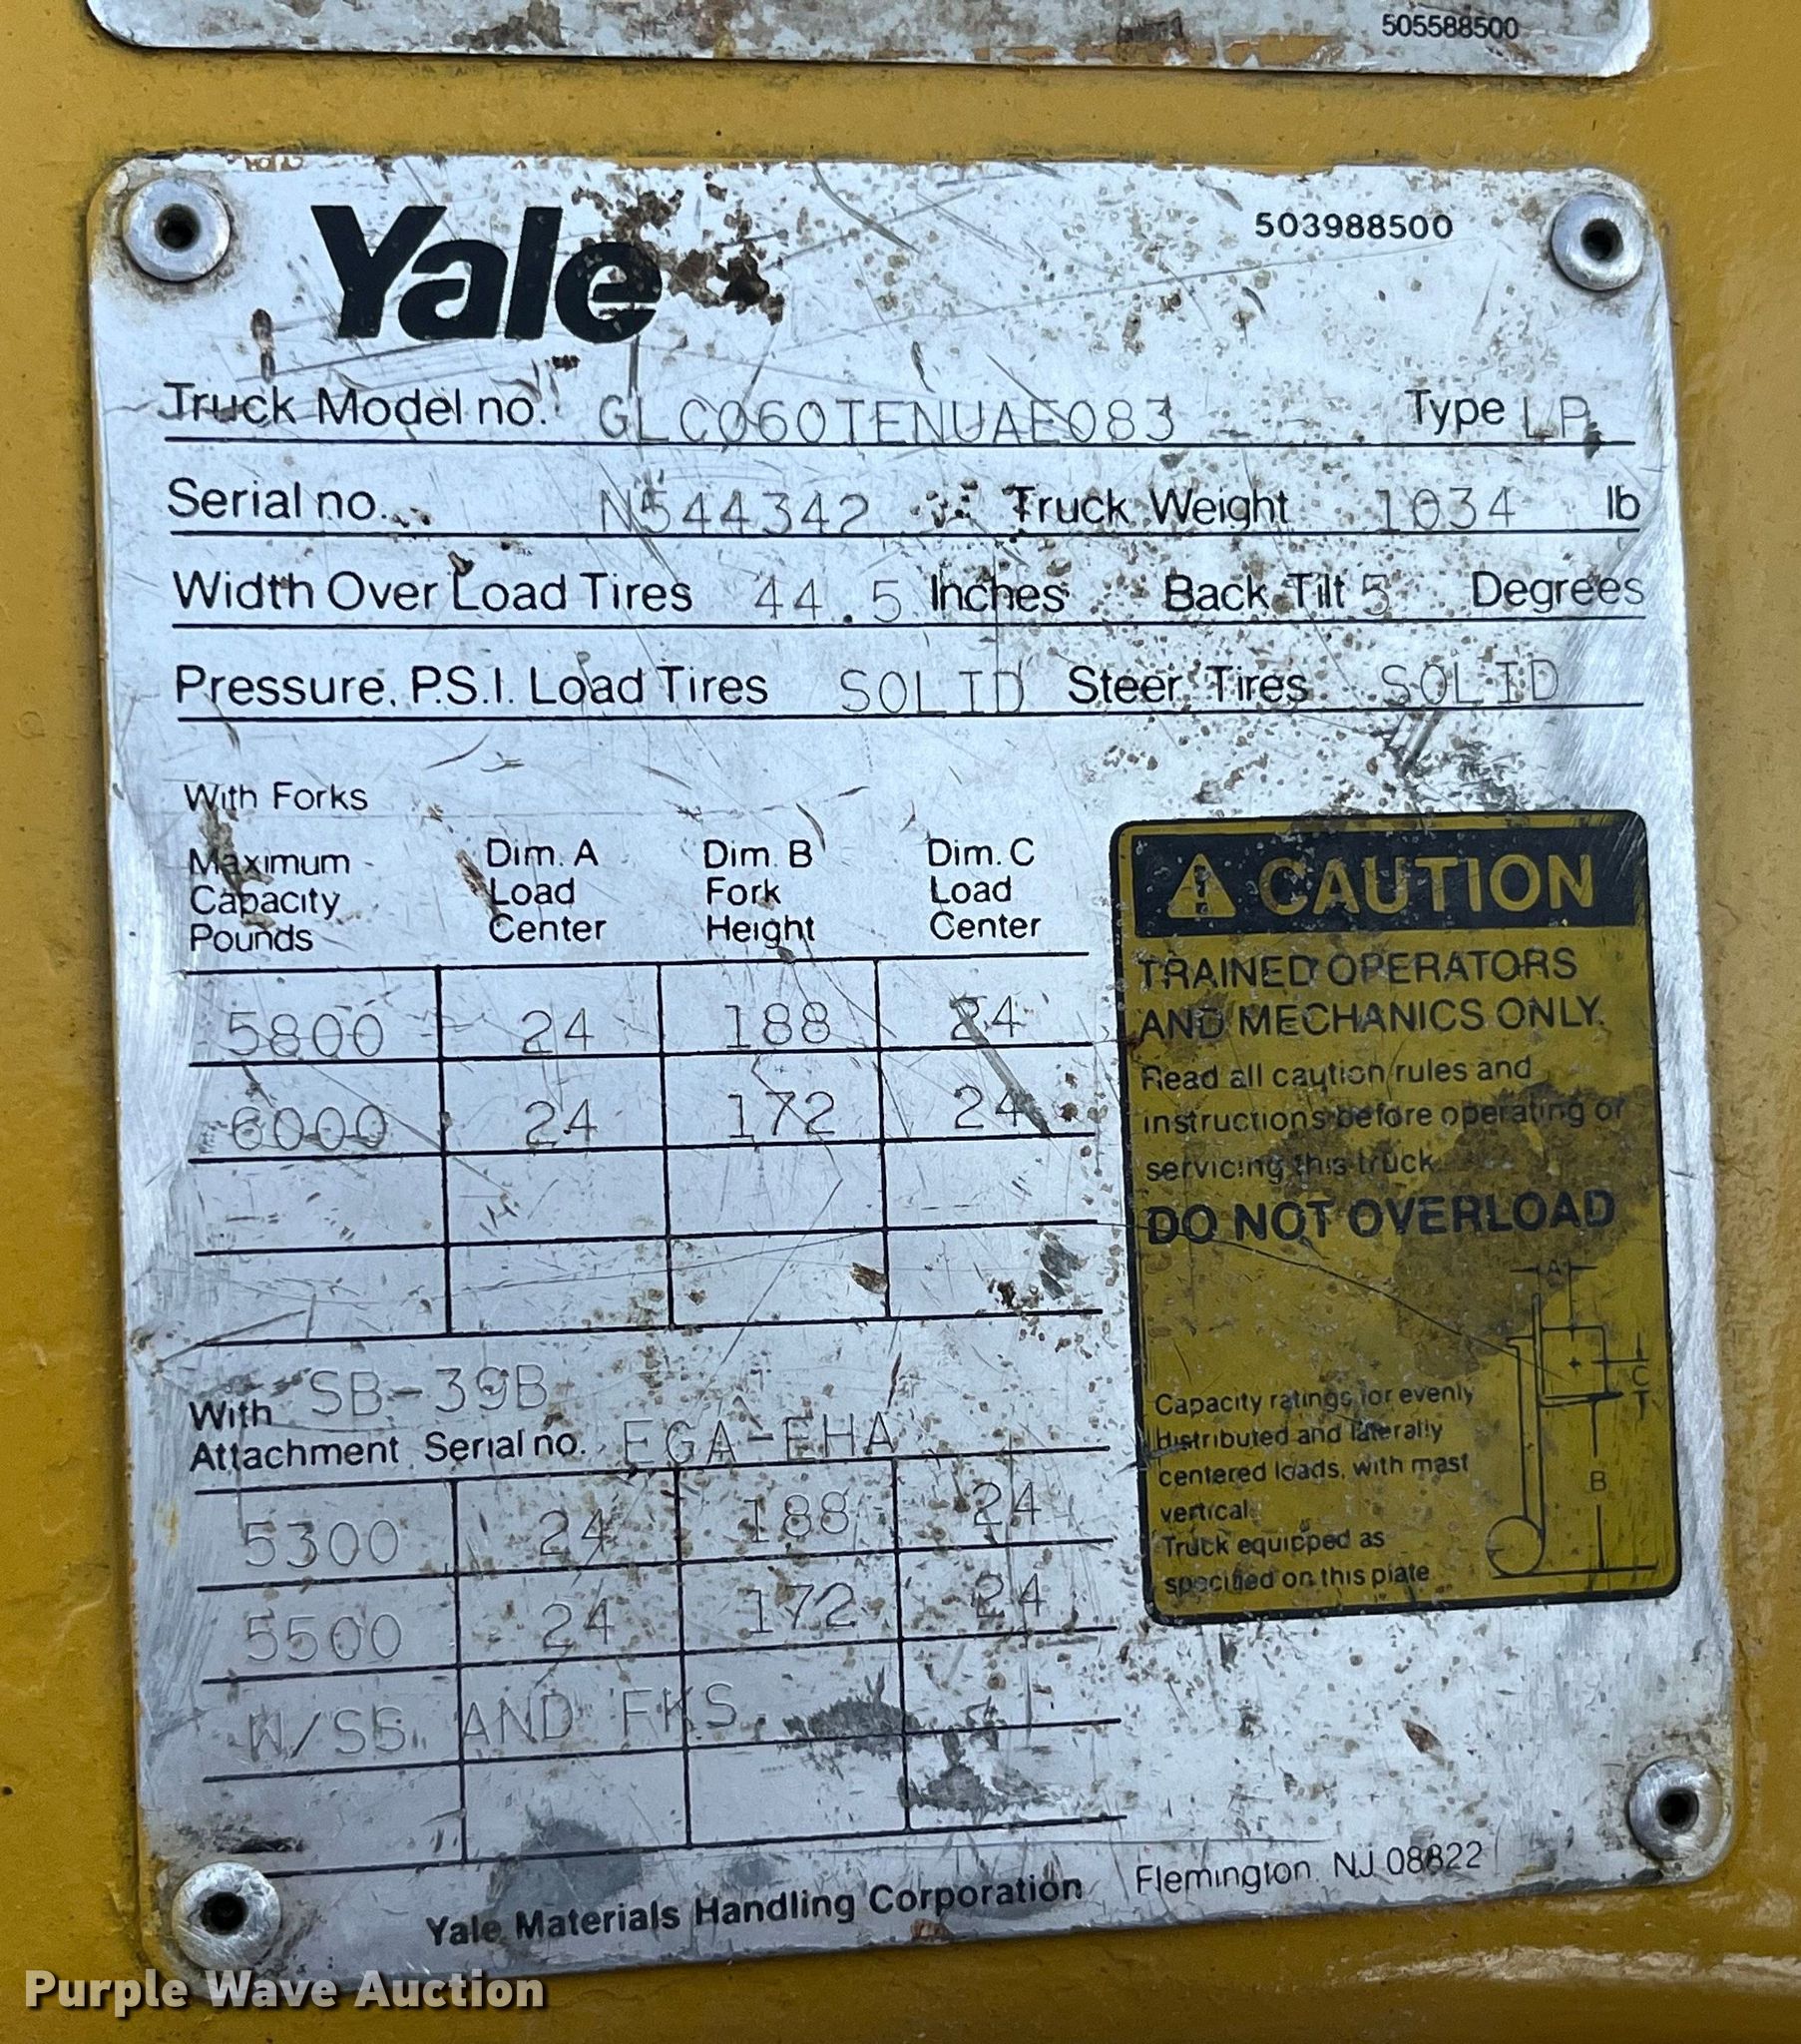 505588500
Yale
503988500
Truck Model no. GLC060TENUAE083 Type LP
Serial no. N544342 Truck Weight 1034 lb
Width Over Load Tires 44.5 Inches Back Tilt 5 Degrees
Pressure, P.S.I. Load Tires SOLID Steer Tires SOLID
With Forks
Maximum Capacity Pounds Dim. A Load Center Dim. B Fork Height Dim. C Load Center
5800 24 188 24
6000 24 172 24
With SB-39B
Attachment Serial no. EGA-EHA
5300 24 188 24
5500 24 172 24
W/SS. AND FKS.
CAUTION
TRAINED OPERATORS
AND MECHANICS ONLY.
Read all caution rules and
instructions before operating or
servicing this truck.
DO NOT OVERLOAD
A
C
B
Capacity ratings for evenly
distributed and laterally
centered loads, with mast
vertical.
Truck equipped as
specified on this plate
Yale Materials Handling Corporation Flemington, NJ 08822
Purple Wave Auction